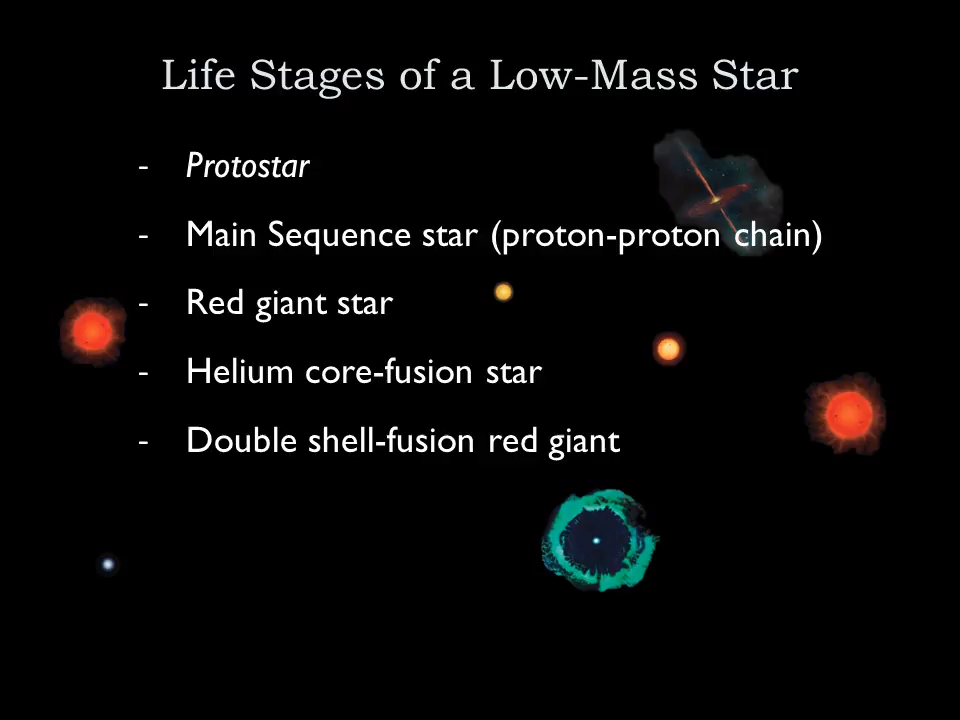 Life Stages of a Low-Mass Star
- Protostar
- Main Sequence star (proton-proton chain)
- Red giant star
- Helium core-fusion star
- Double shell-fusion red giant